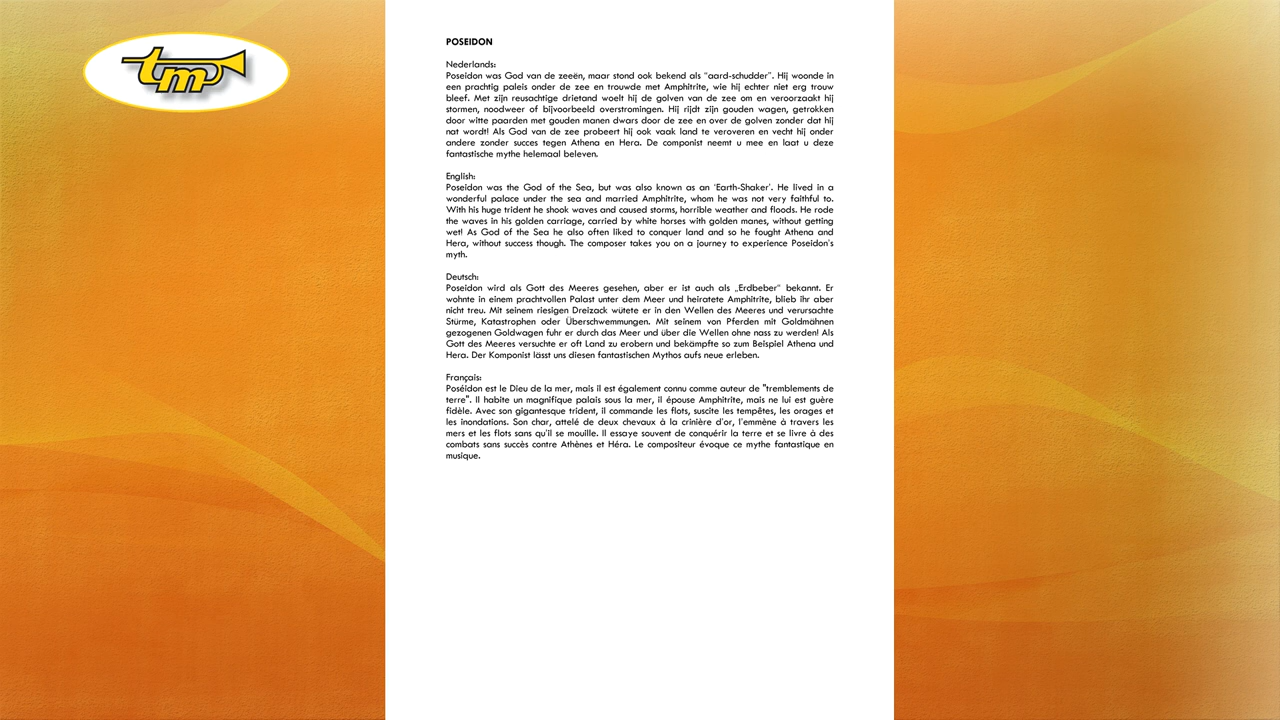 tm
POSEIDON
Nederlands:
Poseidon was God van de zeeën, maar stond ook bekend als "aard-schudder". Hij woonde in
een prachtig paleis onder de zee en trouwde met Amphitrite, wie hij echter niet erg trouw
bleef. Met zijn reusachtige drietand woelt hij de golven van de zee om en veroorzaakt hij
stormen, noodweer of bijvoorbeeld overstromingen. Hij rijdt zijn gouden wagen, getrokken
door witte paarden met gouden manen dwars door de zee en over de golven zonder dat hij
nat wordt! Als God van de zee probeert hij ook vaak land te veroveren en vecht hij onder
andere zonder succes tegen Athena en Hera. De componist neemt u mee en laat u deze
fantastische mythe helemaal beleven.
English:
Poseidon was the God of the Sea, but was also known as an 'Earth-Shaker'. He lived in a
wonderful palace under the sea and married Amphitrite, whom he was not very faithful to.
With his huge trident he shook waves and caused storms, horrible weather and floods. He rode
the waves in his golden carriage, carried by white horses with golden manes, without getting
wet! As God of the Sea he also often liked to conquer land and so he fought Athena and
Hera, without success though. The composer takes you on a journey to experience Poseidon's
myth.
Deutsch:
Poseidon wird als Gott des Meeres gesehen, aber er ist auch als „Erdbeber" bekannt. Er
wohnte in einem prachtvollen Palast unter dem Meer und heiratete Amphitrite, blieb ihr aber
nicht treu. Mit seinem riesigen Dreizack wütete er in den Wellen des Meeres und verursachte
Stürme, Katastrophen oder Überschwemmungen. Mit seinem von Pferden mit Goldmähnen
gezogenen Goldwagen fuhr er durch das Meer und über die Wellen ohne nass zu werden! Als
Gott des Meeres versuchte er oft Land zu erobern und bekämpfte so zum Beispiel Athena und
Hera. Der Komponist lässt uns diesen fantastischen Mythos aufs neue erleben.
Français:
Poséidon est le Dieu de la mer, mais il est également connu comme auteur de "tremblements de
terre". Il habite un magnifique palais sous la mer, il épouse Amphitrite, mais ne lui est guère
fidèle. Avec son gigantesque trident, il commande les flots, suscite les tempêtes, les orages et
les inondations. Son char, attelé de deux chevaux à la crinière d'or, l'emmène à travers les
mers et les flots sans qu'il se mouille. Il essaye souvent de conquérir la terre et se livre à des
combats sans succès contre Athènes et Héra. Le compositeur évoque ce mythe fantastique en
musique.